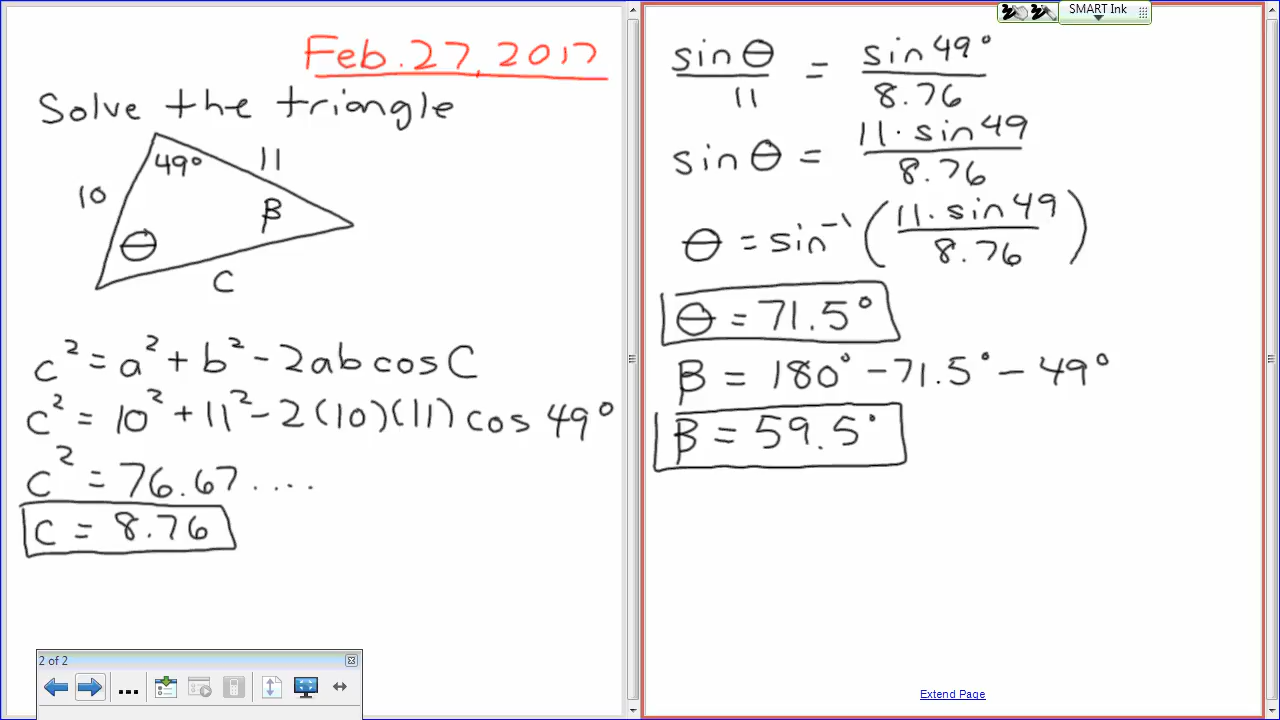 SMART Ink
Feb. 27, 2017
Solve the triangle
49°
11
10
β
θ
C
c² = a² + b² - 2ab cos C
c² = 10² + 11² - 2(10)(11) cos 49°
c² = 76.67....
c = 8.76
sin θ / 11 = sin 49° / 8.76
sin θ = 11 · sin 49 / 8.76
θ = sin⁻¹ (11 · sin 49 / 8.76)
θ = 71.5°
β = 180° - 71.5° - 49°
β = 59.5°
2 of 2
Extend Page